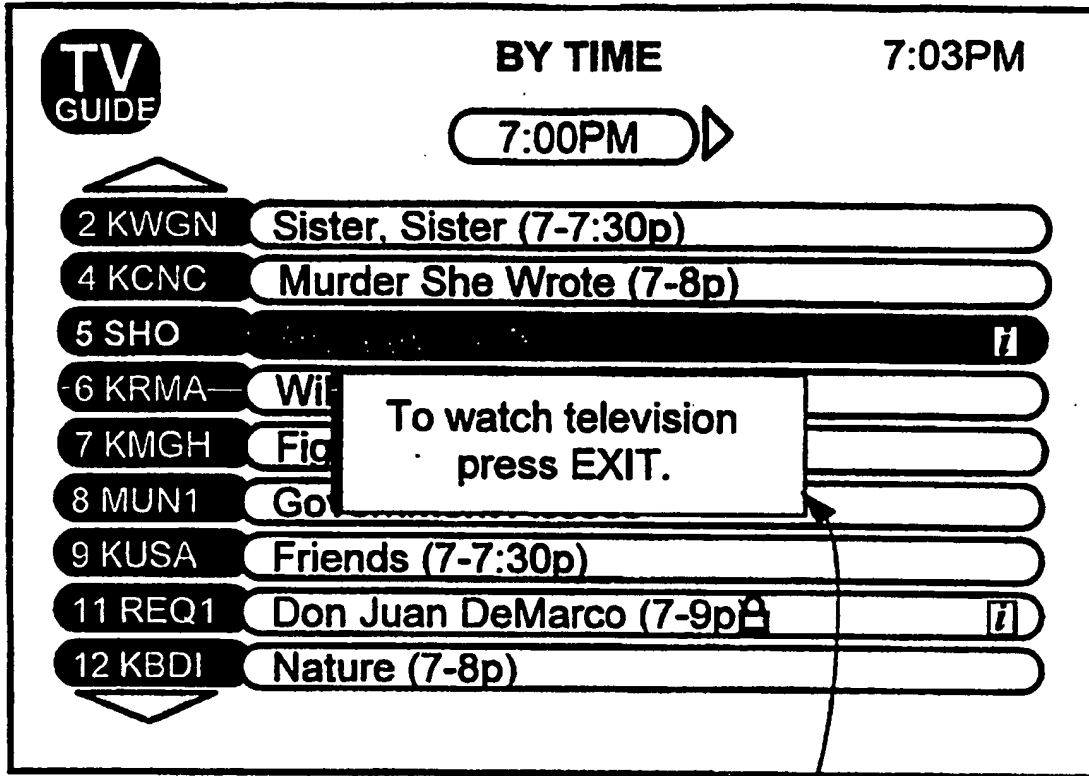 TV
GUIDE
BY TIME
7:03PM
7:00PM
2 KWGN Sister, Sister (7-7:30p)
4 KCNC Murder She Wrote (7-8p)
5 SHO i
6 KRMA Wil
7 KMGH
8 MUN1 Gov
To watch television
press EXIT.
9 KUSA Friends (7-7:30p)
11 REQ1 Don Juan DeMarco (7-9p i
12 KBDI Nature (7-8p)